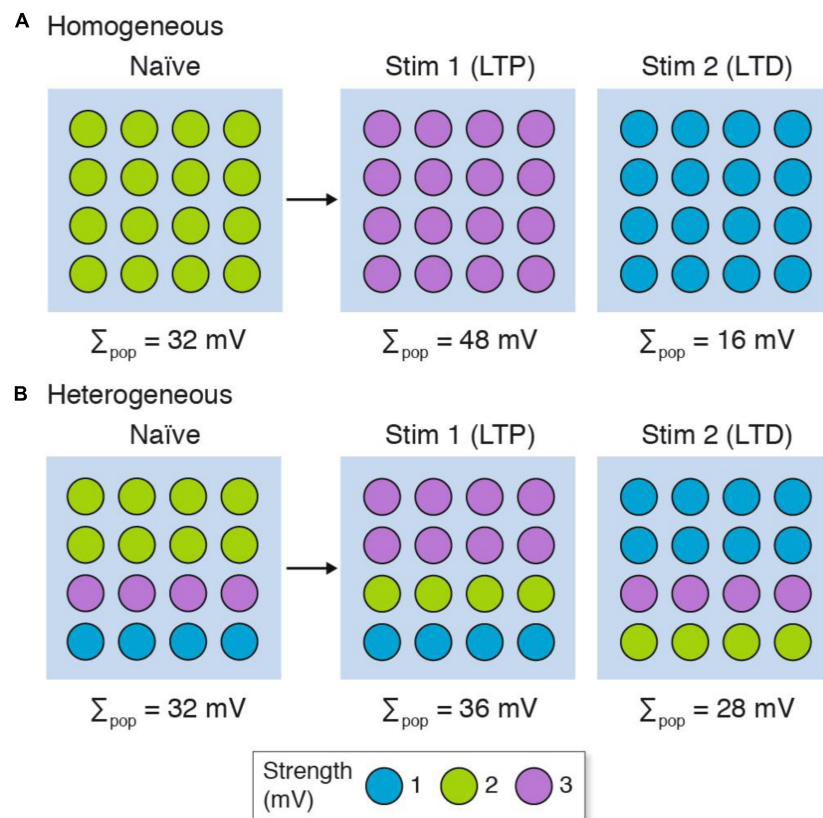 A Homogeneous
Naïve Stim 1 (LTP) Stim 2 (LTD)
∑pop = 32 mV ∑pop = 48 mV ∑pop = 16 mV
B Heterogeneous
Naïve Stim 1 (LTP) Stim 2 (LTD)
∑pop = 32 mV ∑pop = 36 mV ∑pop = 28 mV
Strength
(mV) 1 2 3